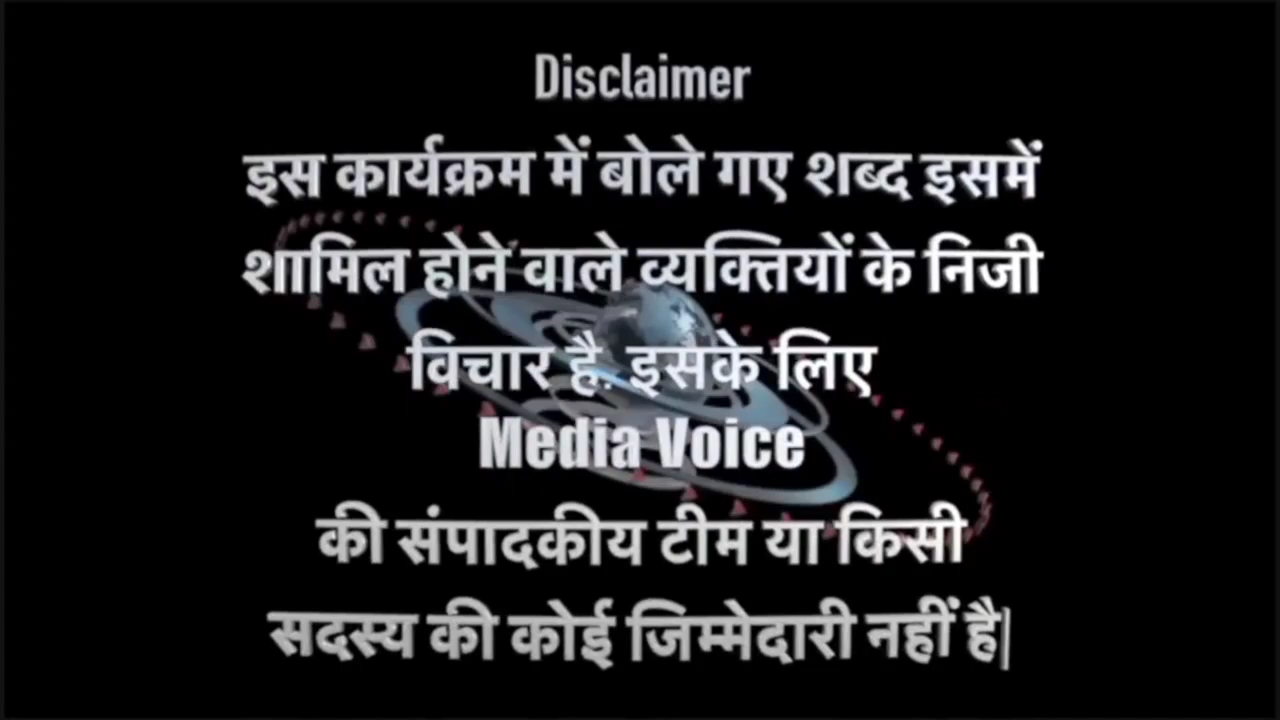 Disclaimer
इस कार्यक्रम में बोले गए शब्द इसमें
शामिल होने वाले व्यक्तियों के निजी
विचार है. इसके लिए
Media Voice
की संपादकीय टीम या किसी
सदस्य की कोई जिम्मेदारी नहीं है|